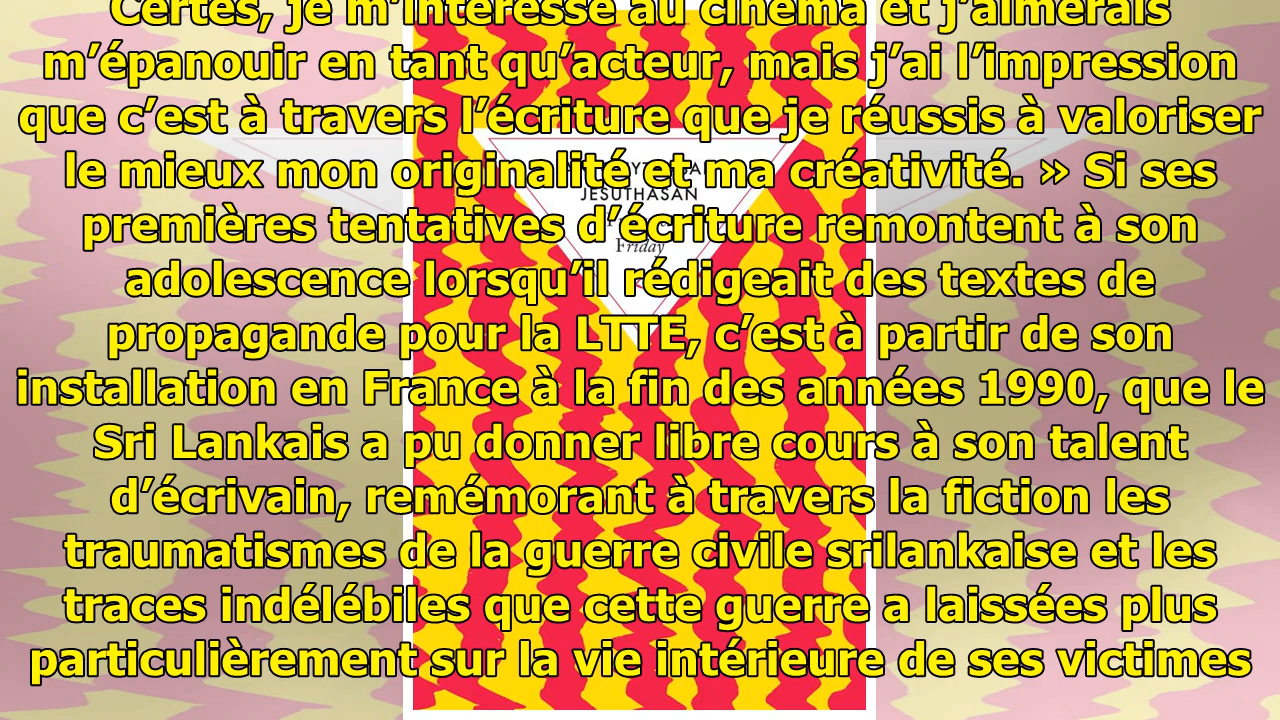 Certes, je m’intéresse au cinéma et j’aimerais
m’épanouir en tant qu’acteur, mais j’ai l’impression
que c’est à travers l’écriture que je réussis à valoriser
le mieux mon originalité et ma créativité. » Si ses
premières tentatives d’écriture remontent à son
adolescence lorsqu’il rédigeait des textes de
propagande pour la LTTE, c’est à partir de son
installation en France à la fin des années 1990, que le
Sri Lankais a pu donner libre cours à son talent
d’écrivain, remémorant à travers la fiction les
traumatismes de la guerre civile srilankaise et les
traces indélébiles que cette guerre a laissées plus
particulièrement sur la vie intérieure de ses victimes
JESUTHASAN
Friday